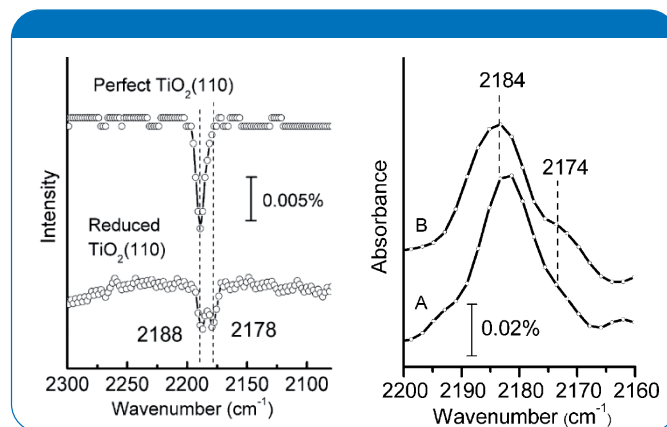 Perfect TiO2(110)
0.005%
Reduced
TiO2(110)
2188
2178
Intensity
2300 2250 2200 2150 2100
Wavenumber (cm-1)
2184
2174
B
A
0.02%
Absorbance
2200 2190 2180 2170 2160
Wavenumber (cm-1)